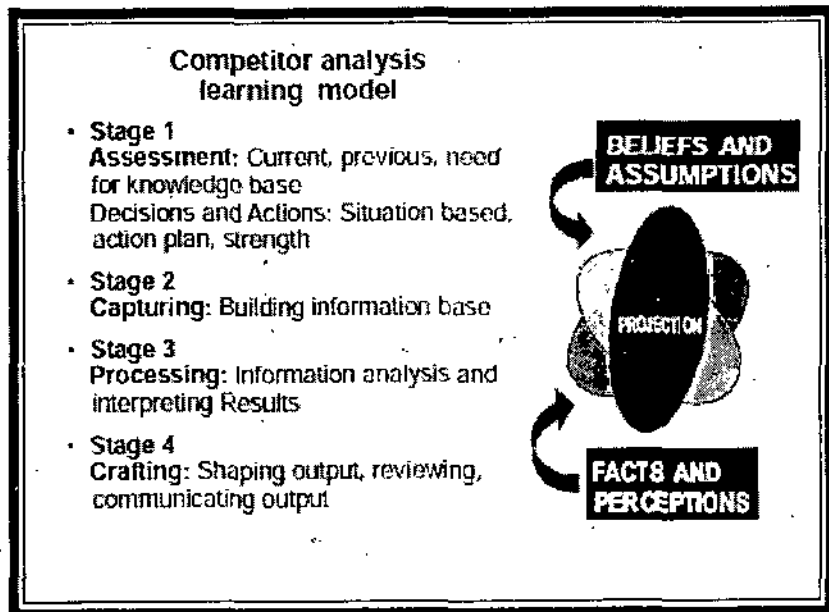 Competitor analysis
learning model
• Stage 1
Assessment: Current, previous, need
for knowledge base
Decisions and Actions: Situation based,
action plan, strength
• Stage 2
Capturing: Building information base
• Stage 3
Processing: Information analysis and
interpreting Results
• Stage 4
Crafting: Shaping output, reviewing,
communicating output
BELIEFS AND
ASSUMPTIONS
PROJECTION
FACTS AND
PERCEPTIONS